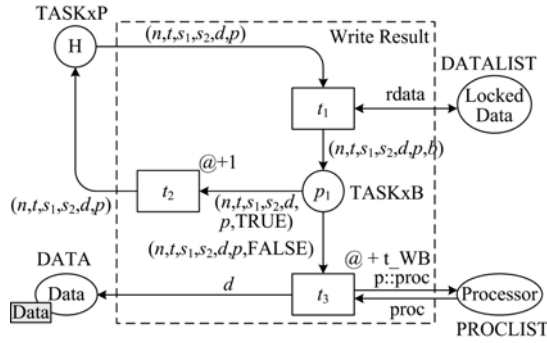 TASKxP
H
(n,t,s₁,s₂,d,p)
Write Result
DATALIST
t₁
rdata
Locked
Data
(n,t,s₁,s₂,d,p,b)
@+1
t₂
(n,t,s₁,s₂,d,
p,TRUE)
p₁
TASKxB
(n,t,s₁,s₂,d,p)
(n,t,s₁,s₂,d,p,FALSE)
DATA
Data
Data
d
t₃
@ + t_WB
p::proc
proc
Processor
PROCLIST